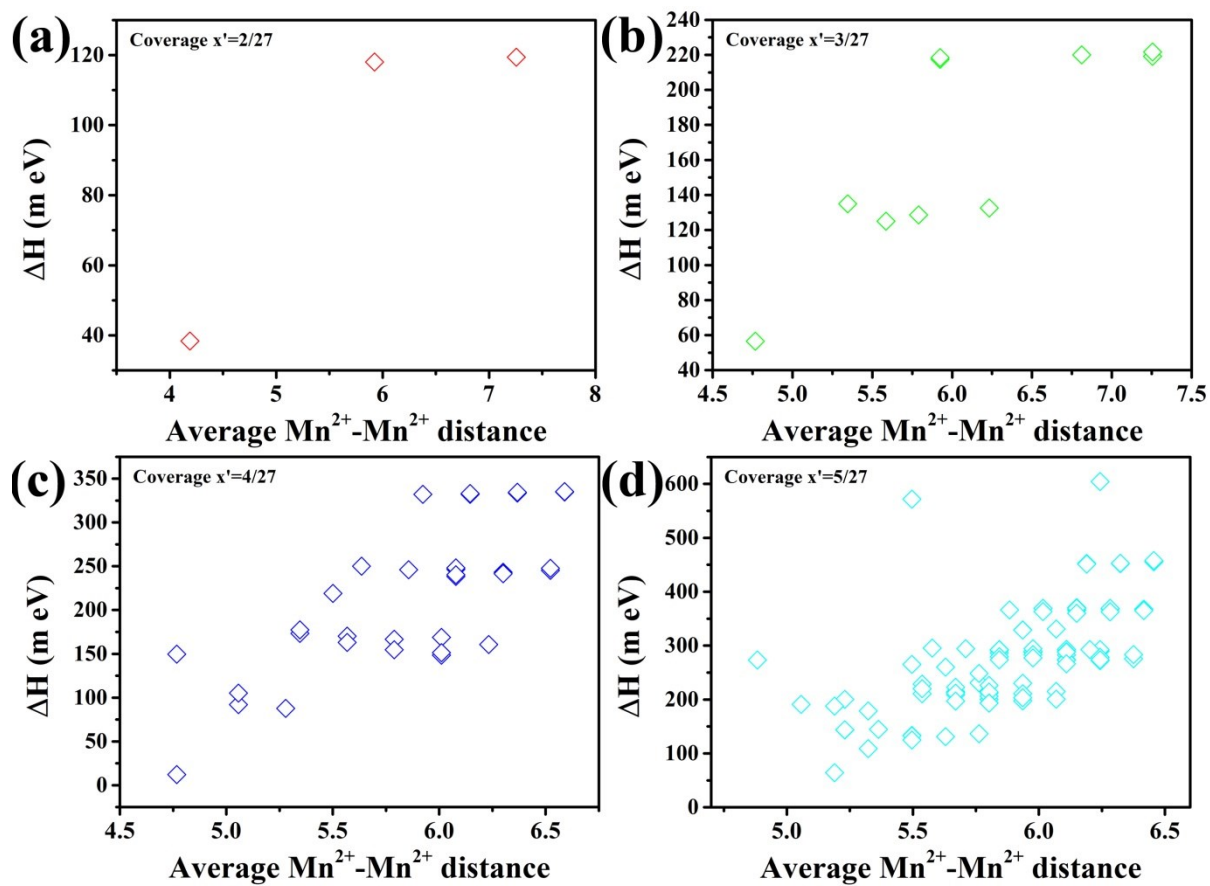 (a)
Coverage x'=2/27
120
100
80
60
40
ΔH (m eV)
4 5 6 7 8
Average Mn²⁺-Mn²⁺ distance
(b)
Coverage x'=3/27
240
220
200
180
160
140
120
100
80
60
40
ΔH (m eV)
4.5 5.0 5.5 6.0 6.5 7.0 7.5
Average Mn²⁺-Mn²⁺ distance
(c)
Coverage x'=4/27
350
300
250
200
150
100
50
0
ΔH (m eV)
4.5 5.0 5.5 6.0 6.5
Average Mn²⁺-Mn²⁺ distance
(d)
Coverage x'=5/27
600
500
400
300
200
100
0
ΔH (m eV)
5.0 5.5 6.0 6.5
Average Mn²⁺-Mn²⁺ distance